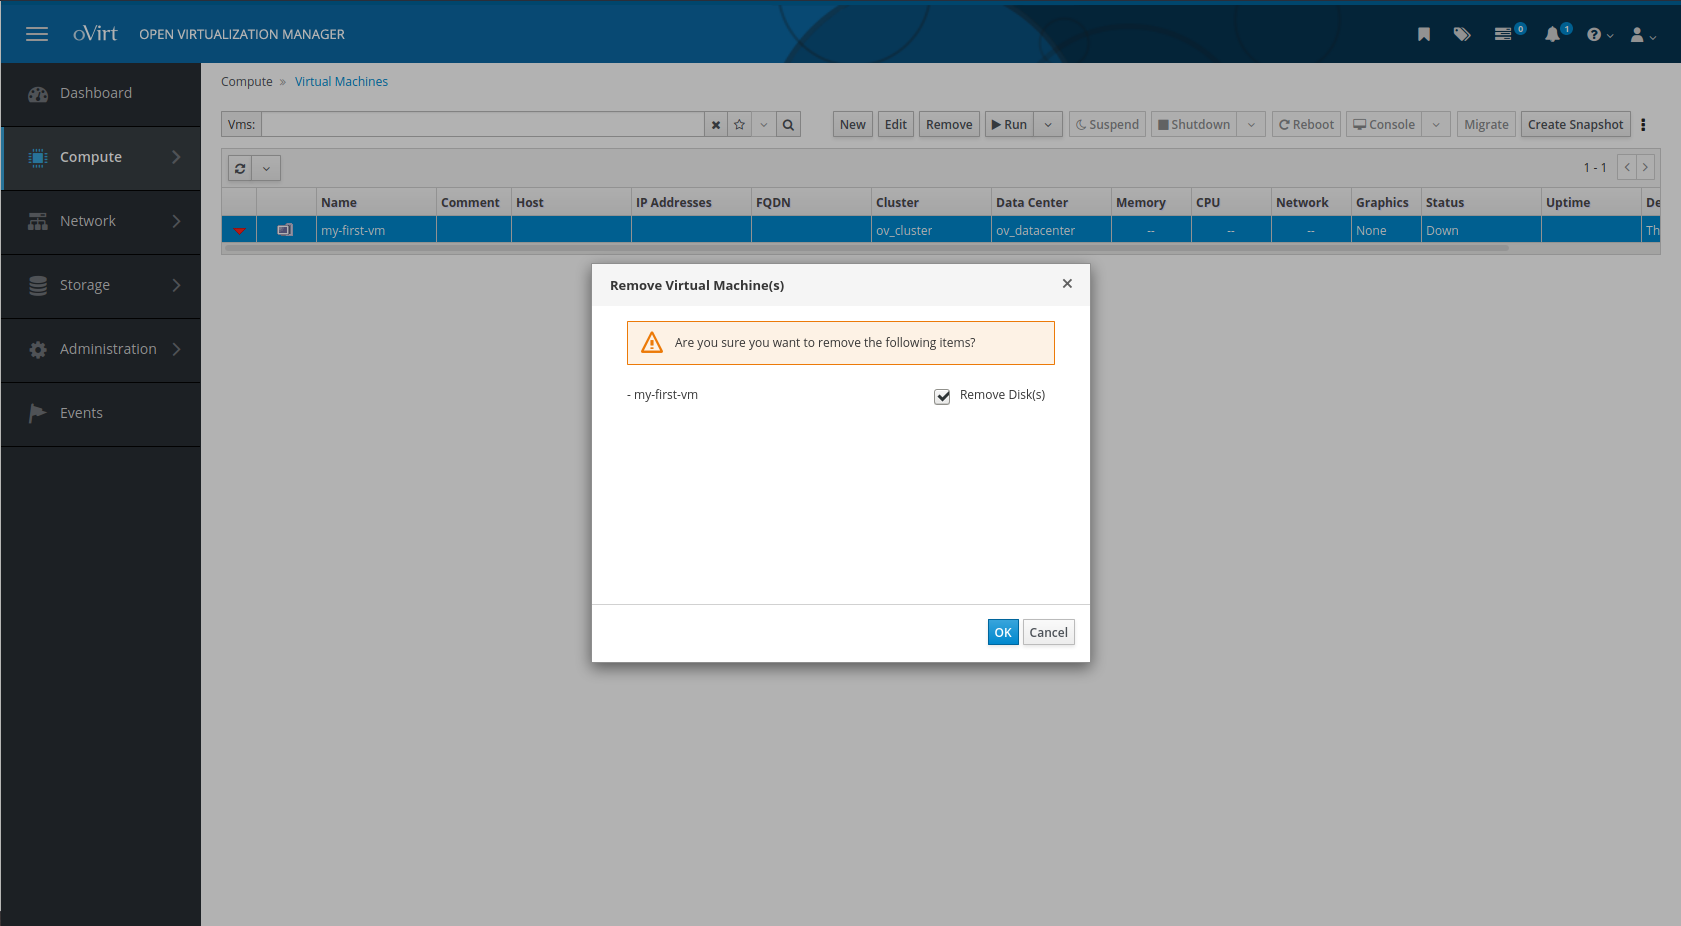 oVirt OPEN VIRTUALIZATION MANAGER 0 1
Dashboard
Compute
Network
Storage
Administration
Events
Compute » Virtual Machines
Vms: New Edit Remove Run Suspend Shutdown Reboot Console Migrate Create Snapshot
1 - 1
Name Comment Host IP Addresses FQDN Cluster Data Center Memory CPU Network Graphics Status Uptime De
my-first-vm ov_cluster ov_datacenter -- -- -- None Down Th
Remove Virtual Machine(s)
Are you sure you want to remove the following items?
- my-first-vm Remove Disk(s)
OK Cancel